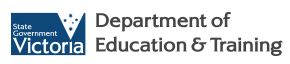 State
Government
Victoria
Department of
Education & Training